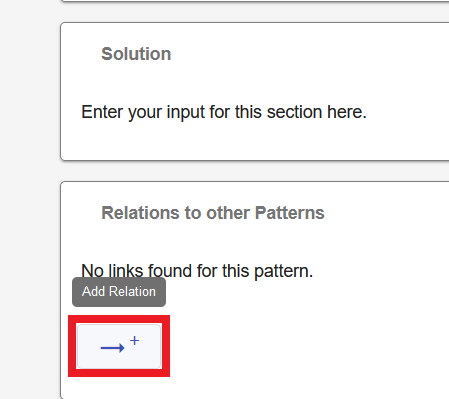 Solution
Enter your input for this section here.
Relations to other Patterns
No links found for this pattern.
Add Relation